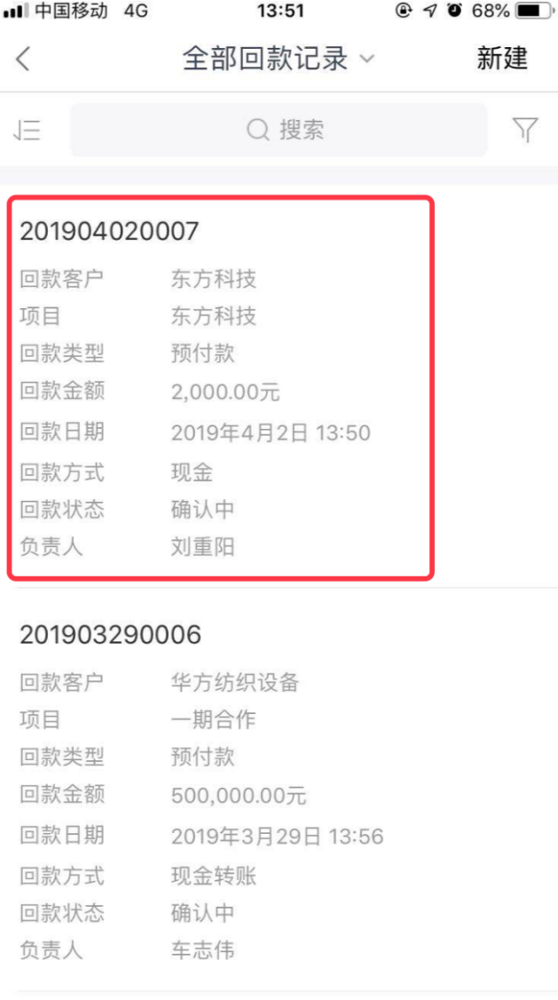 中国移动 4G 13:51 68%
全部回款记录 新建
搜索
201904020007
回款客户 东方科技
项目 东方科技
回款类型 预付款
回款金额 2,000.00元
回款日期 2019年4月2日 13:50
回款方式 现金
回款状态 确认中
负责人 刘重阳
201903290006
回款客户 华方纺织设备
项目 一期合作
回款类型 预付款
回款金额 500,000.00元
回款日期 2019年3月29日 13:56
回款方式 现金转账
回款状态 确认中
负责人 车志伟